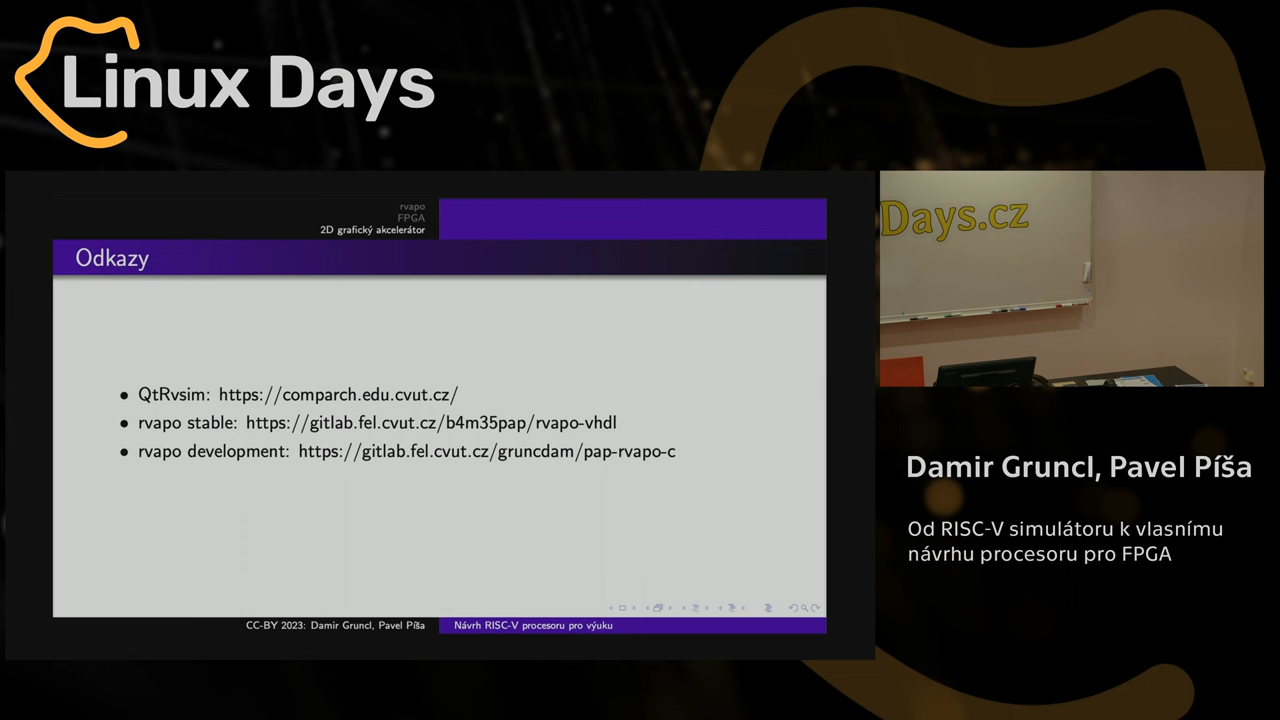 Linux Days
rvapo
FPGA
2D grafický akcelerátor
Odkazy
• QtRvsim: https://comparch.edu.cvut.cz/
• rvapo stable: https://gitlab.fel.cvut.cz/b4m35pap/rvapo-vhdl
• rvapo development: https://gitlab.fel.cvut.cz/gruncdam/pap-rvapo-c
CC-BY 2023: Damir Gruncl, Pavel Píša
Návrh RISC-V procesoru pro výuku
Days.cz
Damir Gruncl, Pavel Píša
Od RISC-V simulátoru k vlastnímu
návrhu procesoru pro FPGA